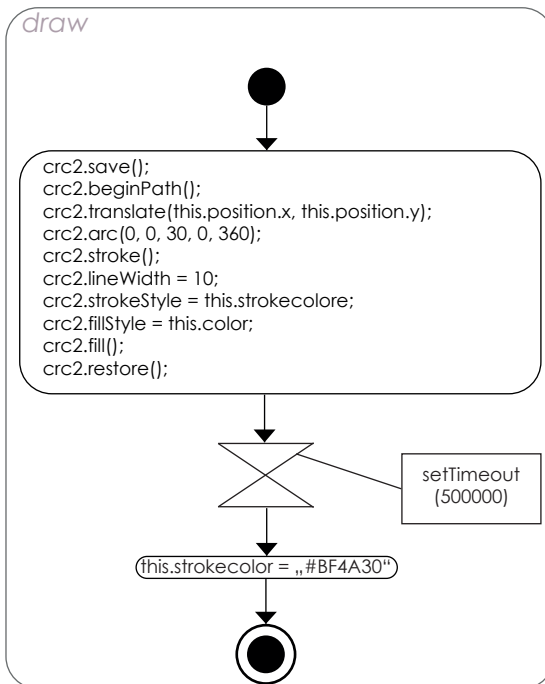 draw
crc2.save();
crc2.beginPath();
crc2.translate(this.position.x, this.position.y);
crc2.arc(0, 0, 30, 0, 360);
crc2.stroke();
crc2.lineWidth = 10;
crc2.strokeStyle = this.strokecolore;
crc2.fillStyle = this.color;
crc2.fill();
crc2.restore();
setTimeout
(500000)
this.strokecolor = „#BF4A30“